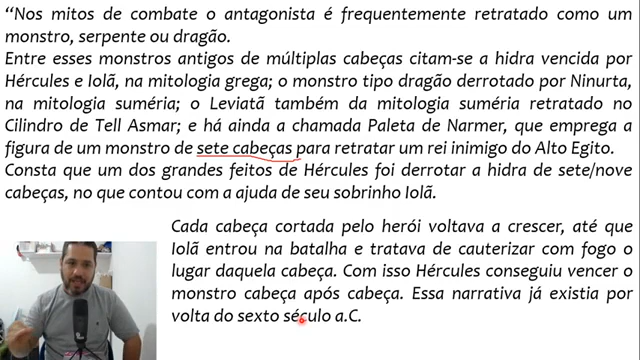 “Nos mitos de combate o antagonista é frequentemente retratado como um
monstro, serpente ou dragão.
Entre esses monstros antigos de múltiplas cabeças citam-se a hidra vencida por
Hércules e Iolã, na mitologia grega; o monstro tipo dragão derrotado por Ninurta,
na mitologia suméria; o Leviatã também da mitologia suméria retratado no
Cilindro de Tell Asmar; e há ainda a chamada Paleta de Narmer, que emprega a
figura de um monstro de sete cabeças para retratar um rei inimigo do Alto Egito.
Consta que um dos grandes feitos de Hércules foi derrotar a hidra de sete/nove
cabeças, no que contou com a ajuda de seu sobrinho Iolã.
Cada cabeça cortada pelo herói voltava a crescer, até que
Iolã entrou na batalha e tratava de cauterizar com fogo o
lugar daquela cabeça. Com isso Hércules conseguiu vencer o
monstro cabeça após cabeça. Essa narrativa já existia por
volta do sexto século a.C.